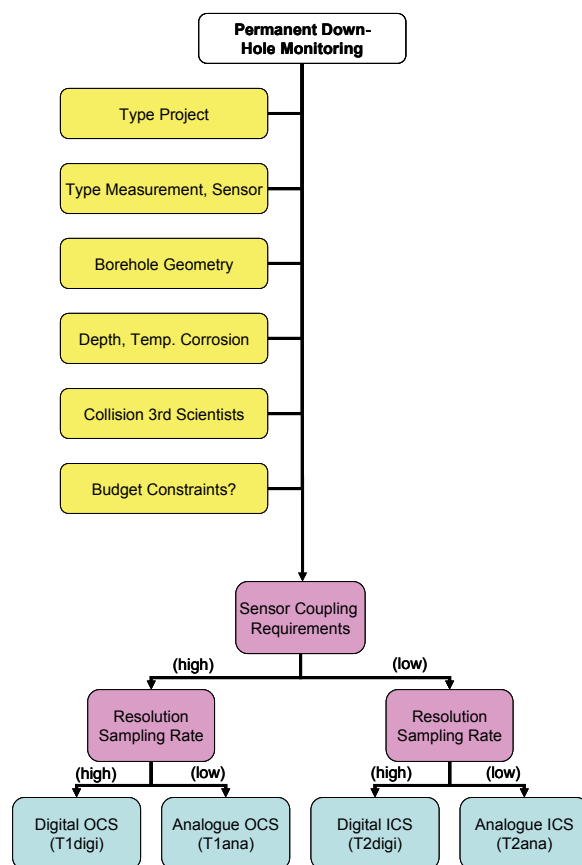 Permanent Down-
Hole Monitoring
Type Project
Type Measurement, Sensor
Borehole Geometry
Depth, Temp. Corrosion
Collision 3rd Scientists
Budget Constraints?
Sensor Coupling
Requirements
(high)
(low)
Resolution
Sampling Rate
Resolution
Sampling Rate
(high)
(low)
(high)
(low)
Digital OCS
(T1digi)
Analogue OCS
(T1ana)
Digital ICS
(T2digi)
Analogue ICS
(T2ana)